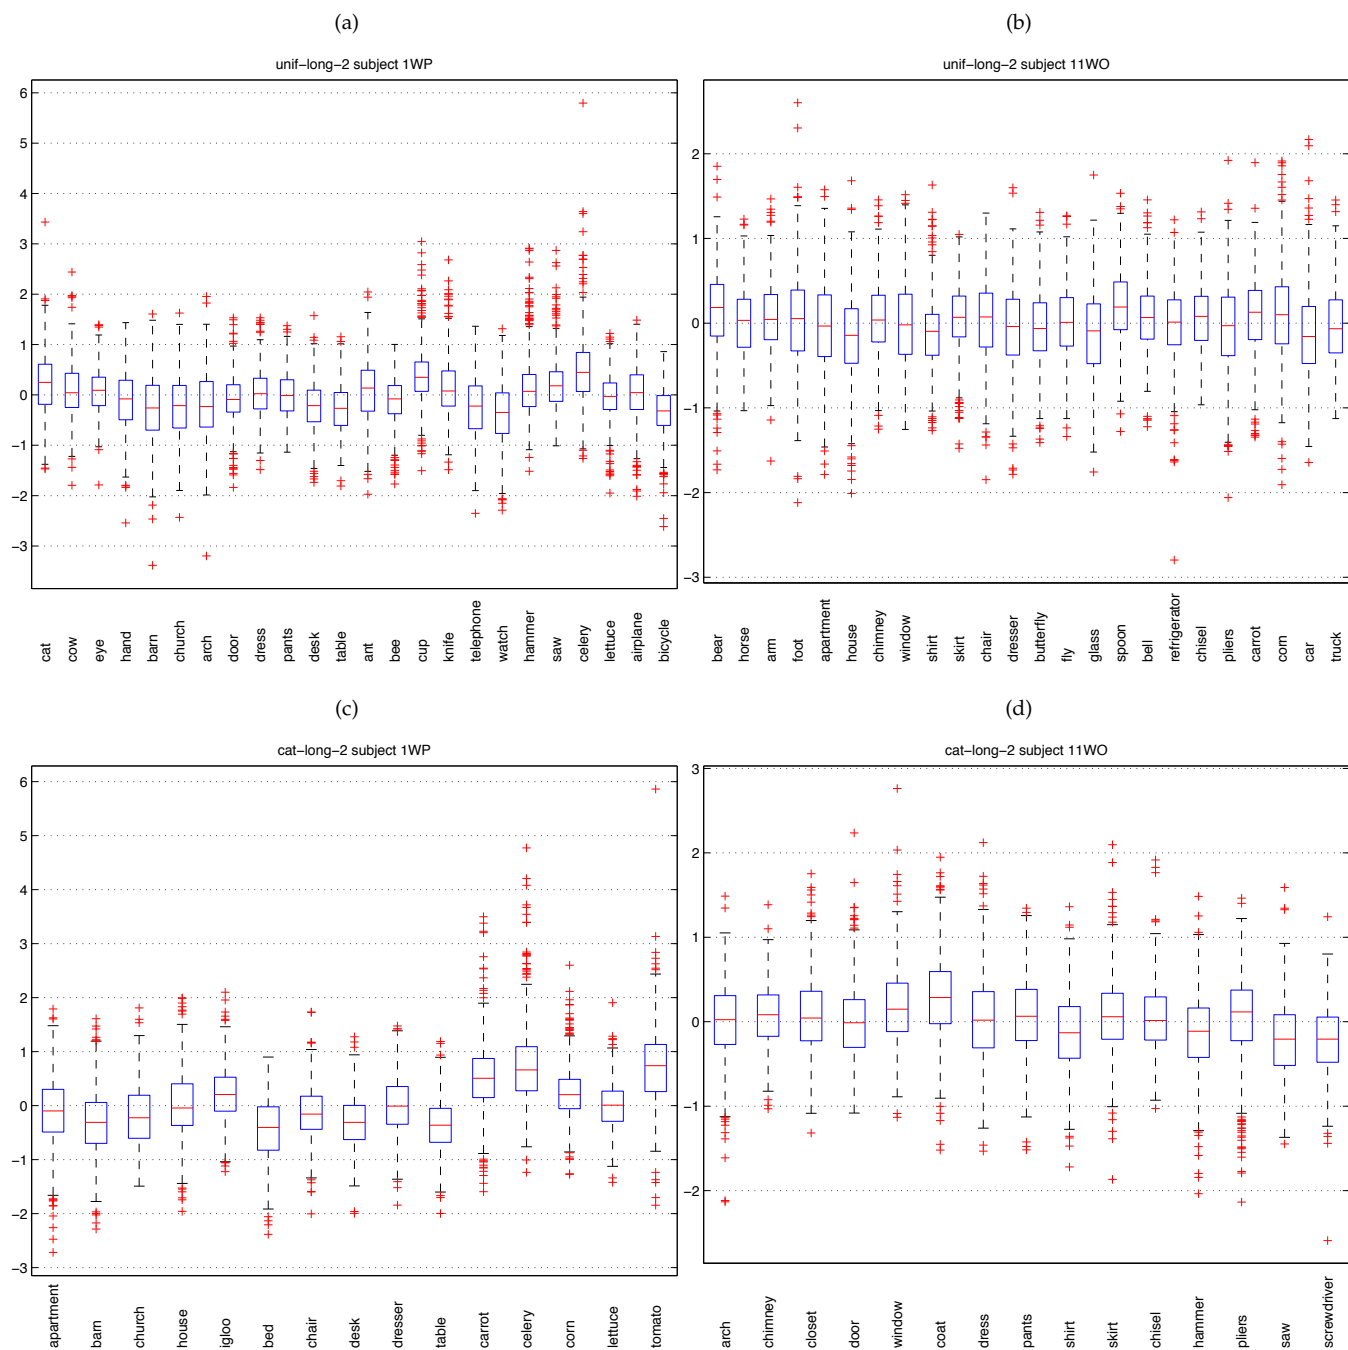 (a)
unif-long-2 subject 1WP
6
5
4
3
2
1
0
−1
−2
−3
cat cow eye hand barn church arch door dress pants desk table ant bee cup knife telephone watch hammer saw celery lettuce airplane bicycle
(b)
unif-long-2 subject 11WO
2
1
0
−1
−2
−3
bear horse arm foot apartment house chimney window shirt skirt chair dresser butterfly fly glass spoon bell refrigerator chisel pliers carrot corn car truck
(c)
cat-long-2 subject 1WP
6
5
4
3
2
1
0
−1
−2
−3
apartment barn church house igloo bed chair desk dresser table carrot celery corn lettuce tomato
(d)
cat-long-2 subject 11WO
3
2
1
0
−1
−2
arch chimney closet door window coat dress pants shirt skirt chisel hammer pliers saw screwdriver